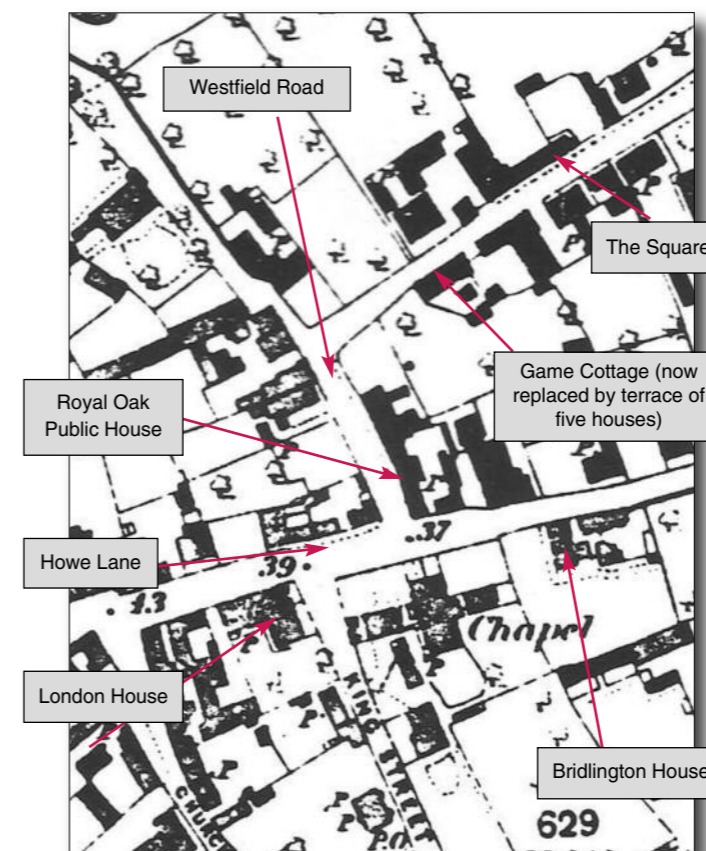 Westfield Road
The Square
Game Cottage (now
replaced by terrace of
five houses)
Royal Oak
Public House
.37
Howe Lane
39.
.43
Chapel
London House
KING STREET
Bridlington House
CHURCH
P.O.
629